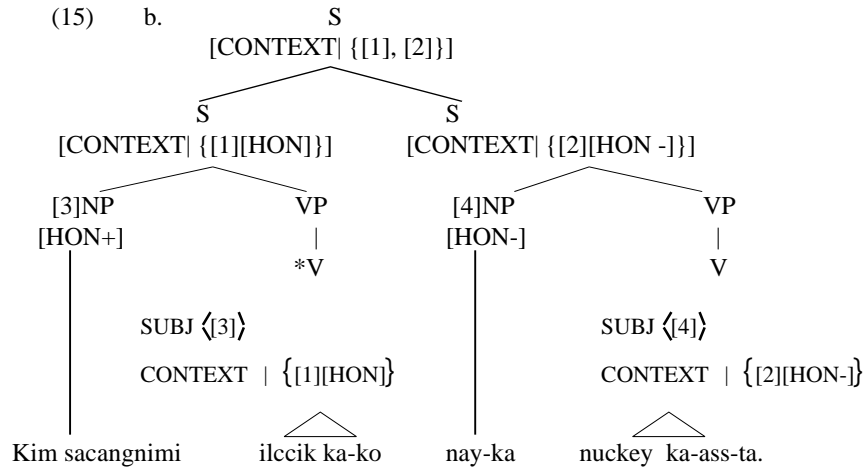 (15) b. S
[CONTEXT| {[1], [2]}]
S S
[CONTEXT| {[1][HON]}] [CONTEXT| {[2][HON -]}]
[3]NP VP [4]NP VP
[HON+] | [HON-] |
*V V
SUBJ ⟨[3]⟩ SUBJ ⟨[4]⟩
CONTEXT | {[1][HON]} CONTEXT | {[2][HON-]}
Kim sacangnimi ilccik ka-ko nay-ka nuckey ka-ass-ta.